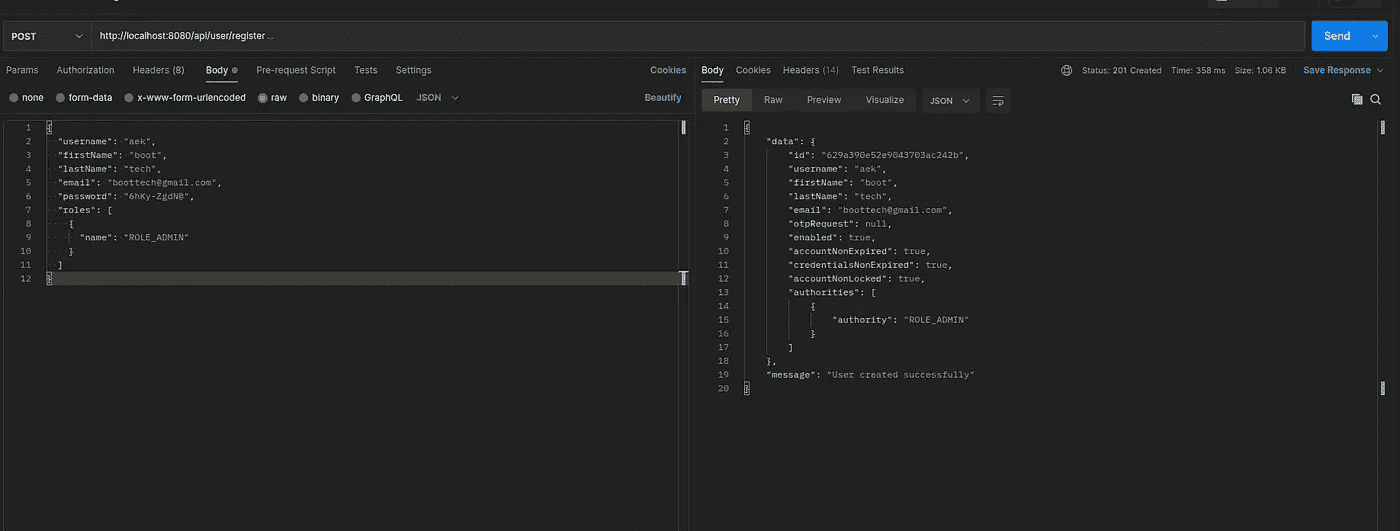 POST
http://localhost:8080/api/user/register ...
Send
Params Authorization Headers (8) Body Pre-request Script Tests Settings Cookies
none form-data x-www-form-urlencoded raw binary GraphQL JSON Beautify
1 {
2 "username": "aek",
3 "firstName": "boot",
4 "lastName": "tech",
5 "email": "boottech@gmail.com",
6 "password": "6hKy-ZgdN@",
7 "roles": [
8 {
9 "name": "ROLE_ADMIN"
10 }
11 ]
12 }
Body Cookies Headers (14) Test Results Status: 201 Created Time: 358 ms Size: 1.06 KB Save Response
Pretty Raw Preview Visualize JSON
1 {
2 "data": {
3 "id": "629a390e52e9043703ac242b",
4 "username": "aek",
5 "firstName": "boot",
6 "lastName": "tech",
7 "email": "boottech@gmail.com",
8 "otpRequest": null,
9 "enabled": true,
10 "accountNonExpired": true,
11 "credentialsNonExpired": true,
12 "accountNonLocked": true,
13 "authorities": [
14 {
15 "authority": "ROLE_ADMIN"
16 }
17 ]
18 },
19 "message": "User created successfully"
20 }